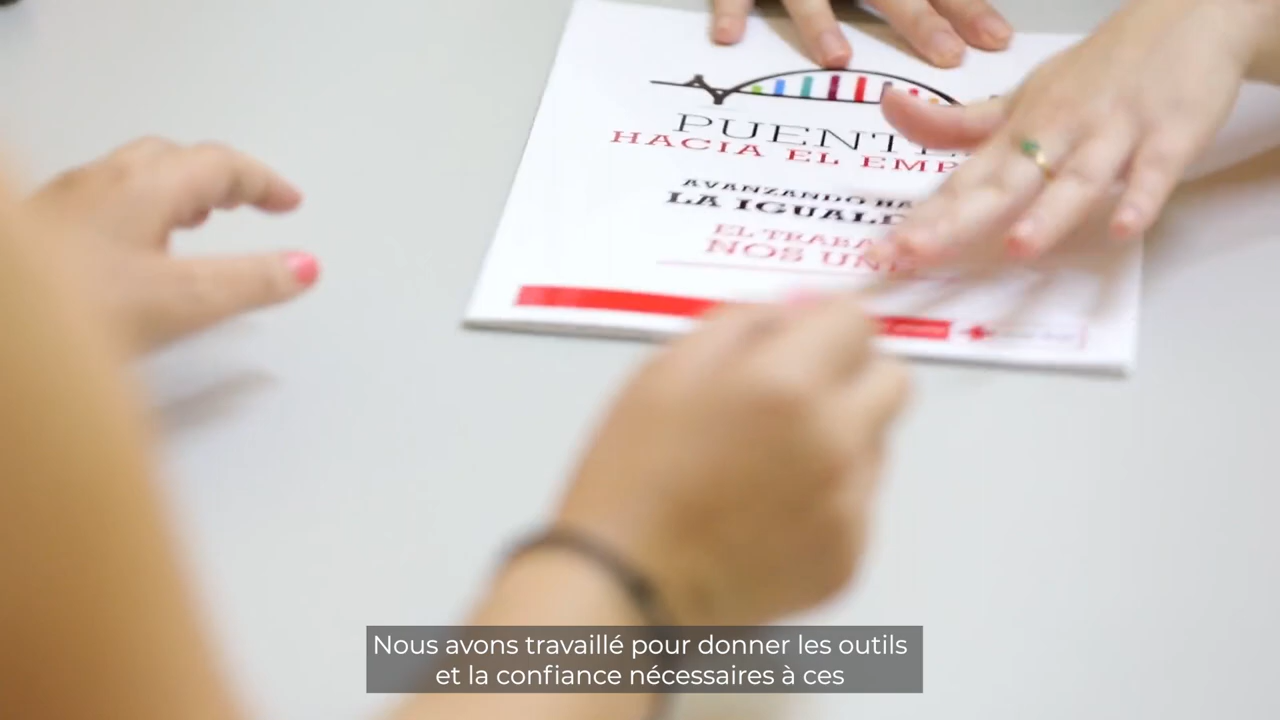 PUENTE
HACIA EL EMP
AVANZANDO HA
LA IGUALD
EL TRABA
NOS UNE
Nous avons travaillé pour donner les outils
et la confiance nécessaires à ces